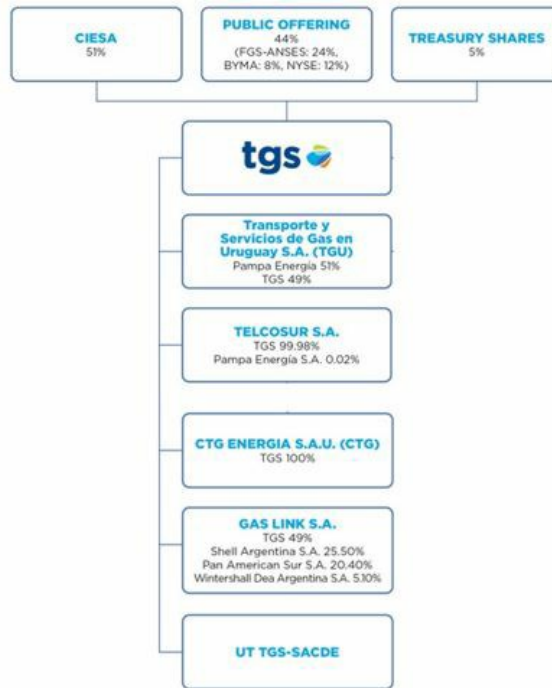 CIESA
51%
PUBLIC OFFERING
44%
(FGS-ANSES: 24%,
BYMA: 8%, NYSE: 12%)
TREASURY SHARES
5%
tgs
Transporte y
Servicios de Gas en
Uruguay S.A. (TGU)
Pampa Energía 51%
TGS 49%
TELCOSUR S.A.
TGS 99.98%
Pampa Energía S.A. 0.02%
CTG ENERGIA S.A.U. (CTG)
TGS 100%
GAS LINK S.A.
TGS 49%
Shell Argentina S.A. 25.50%
Pan American Sur S.A. 20.40%
Wintershall Dea Argentina S.A. 5.10%
UT TGS-SACDE